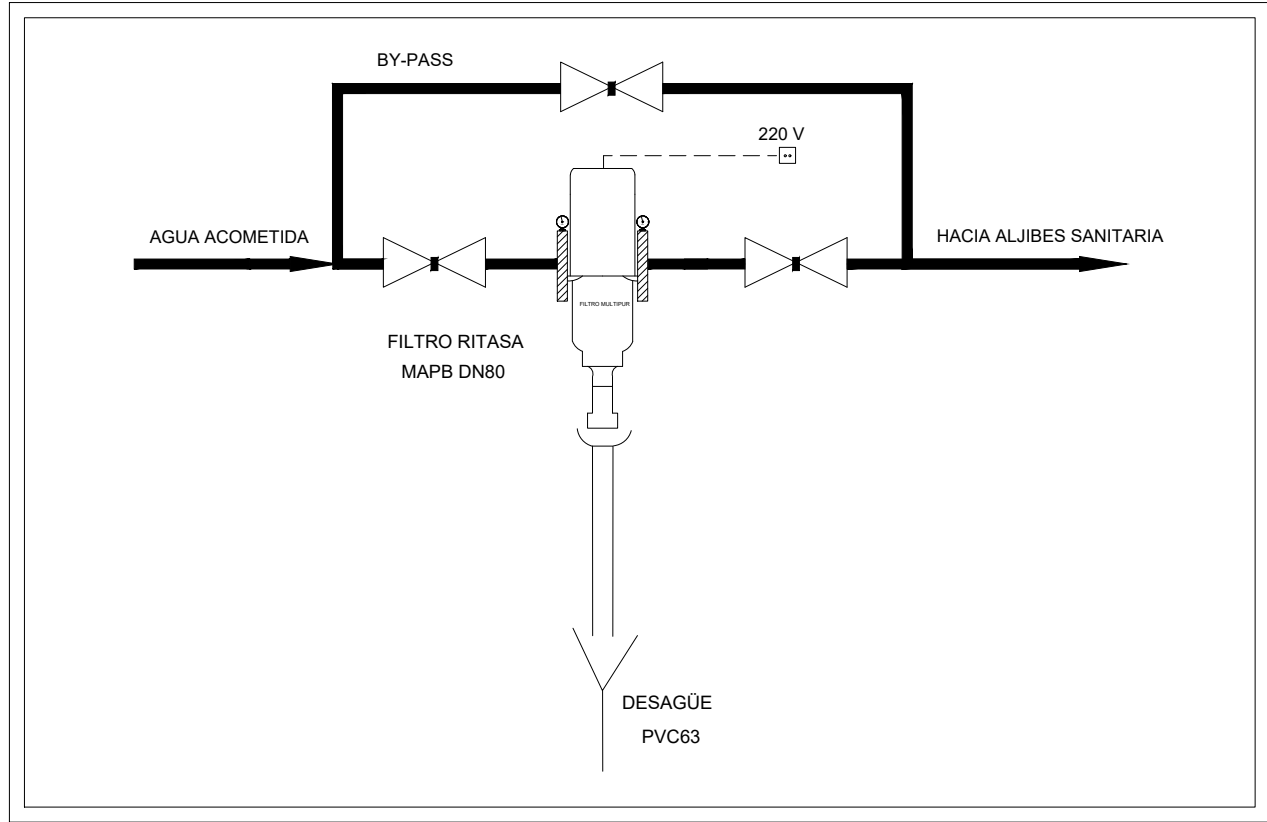 BY-PASS
220 V
AGUA ACOMETIDA
HACIA ALJIBES SANITARIA
FILTRO MULTIPUR
FILTRO RITASA
MAPB DN80
DESAGÜE
PVC63